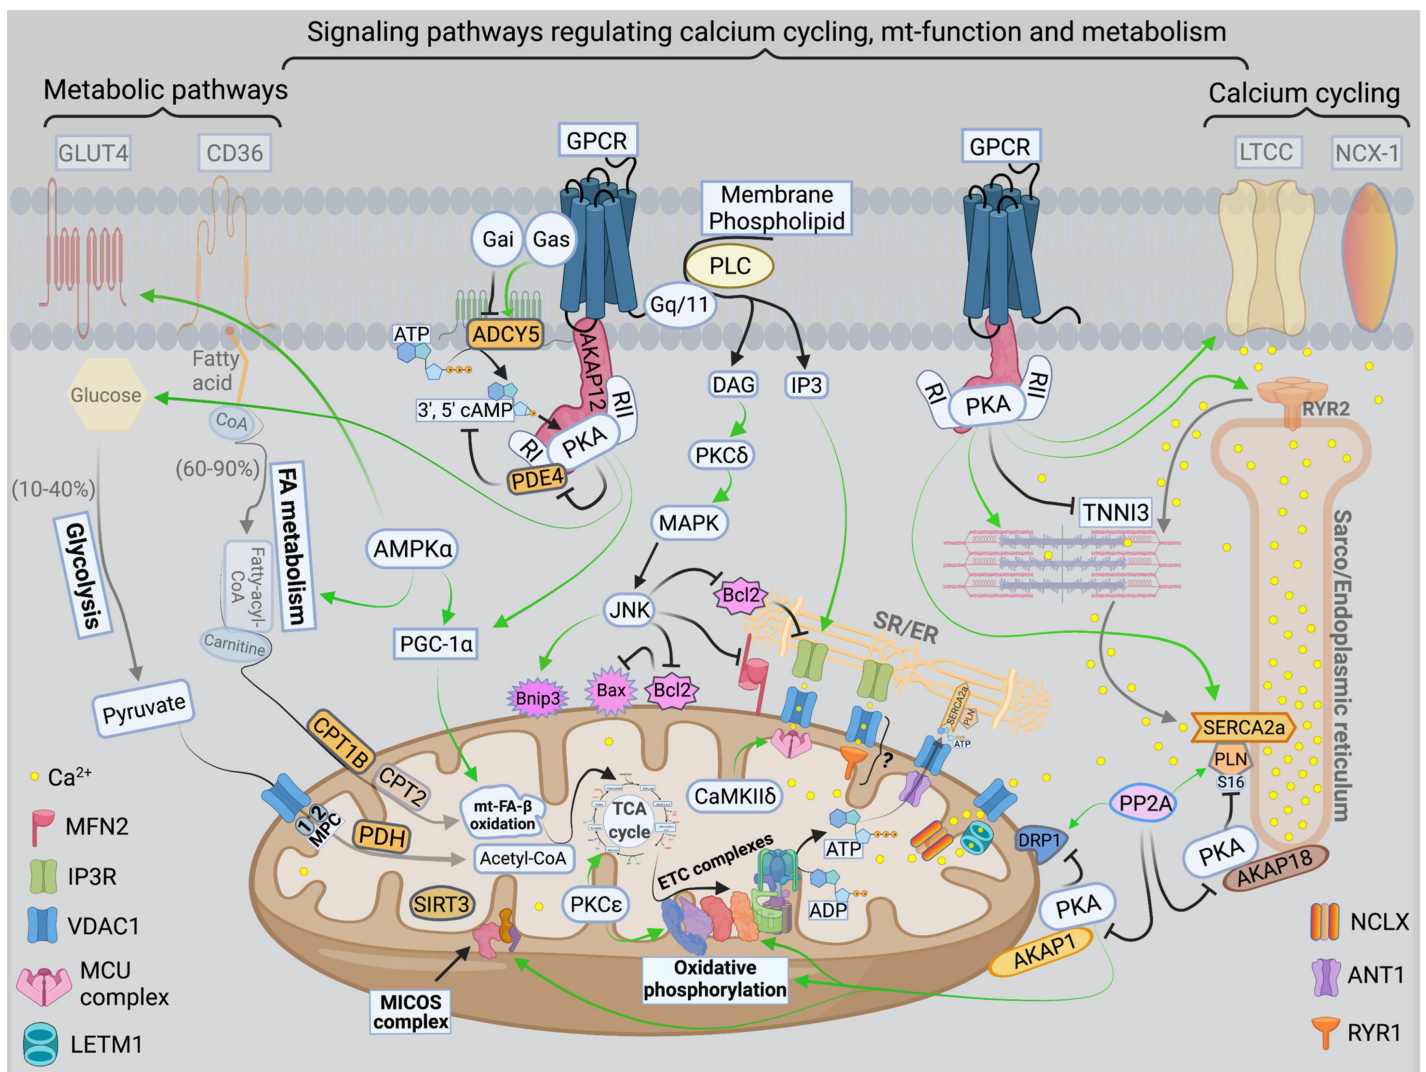 Signaling pathways regulating calcium cycling, mt-function and metabolism
Metabolic pathways
Calcium cycling
GLUT4
CD36
GPCR
GPCR
LTCC
NCX-1
Membrane
Phospholipid
Gai
Gas
PLC
Gq/11
ATP
ADCY5
AKAP12
Fatty
acid
Glucose
CoA
3', 5' cAMP
RI
PKA
RII
PDE4
DAG
IP3
RI
PKA
RII
RYR2
(60-90%)
(10-40%)
FA metabolism
Glycolysis
PKCδ
MAPK
TNNI3
AMPKα
Fatty-acyl-
CoA
Carnitine
JNK
Bcl2
SR/ER
Sarco/Endoplasmic reticulum
PGC-1α
Bnip3
Bax
Bcl2
Pyruvate
SERCA2a
PLN
ATP
SERCA2a
PLN
S16
CPT1B
CPT2
?
Ca²⁺
MFN2
IP3R
VDAC1
MCU
complex
LETM1
1 2
MPC
PDH
mt-FA-β
oxidation
TCA
cycle
CaMKIIδ
PP2A
Acetyl-CoA
ETC complexes
ATP
DRP1
PKA
AKAP18
SIRT3
PKCε
ADP
PKA
AKAP1
MICOS
complex
Oxidative
phosphorylation
NCLX
ANT1
RYR1